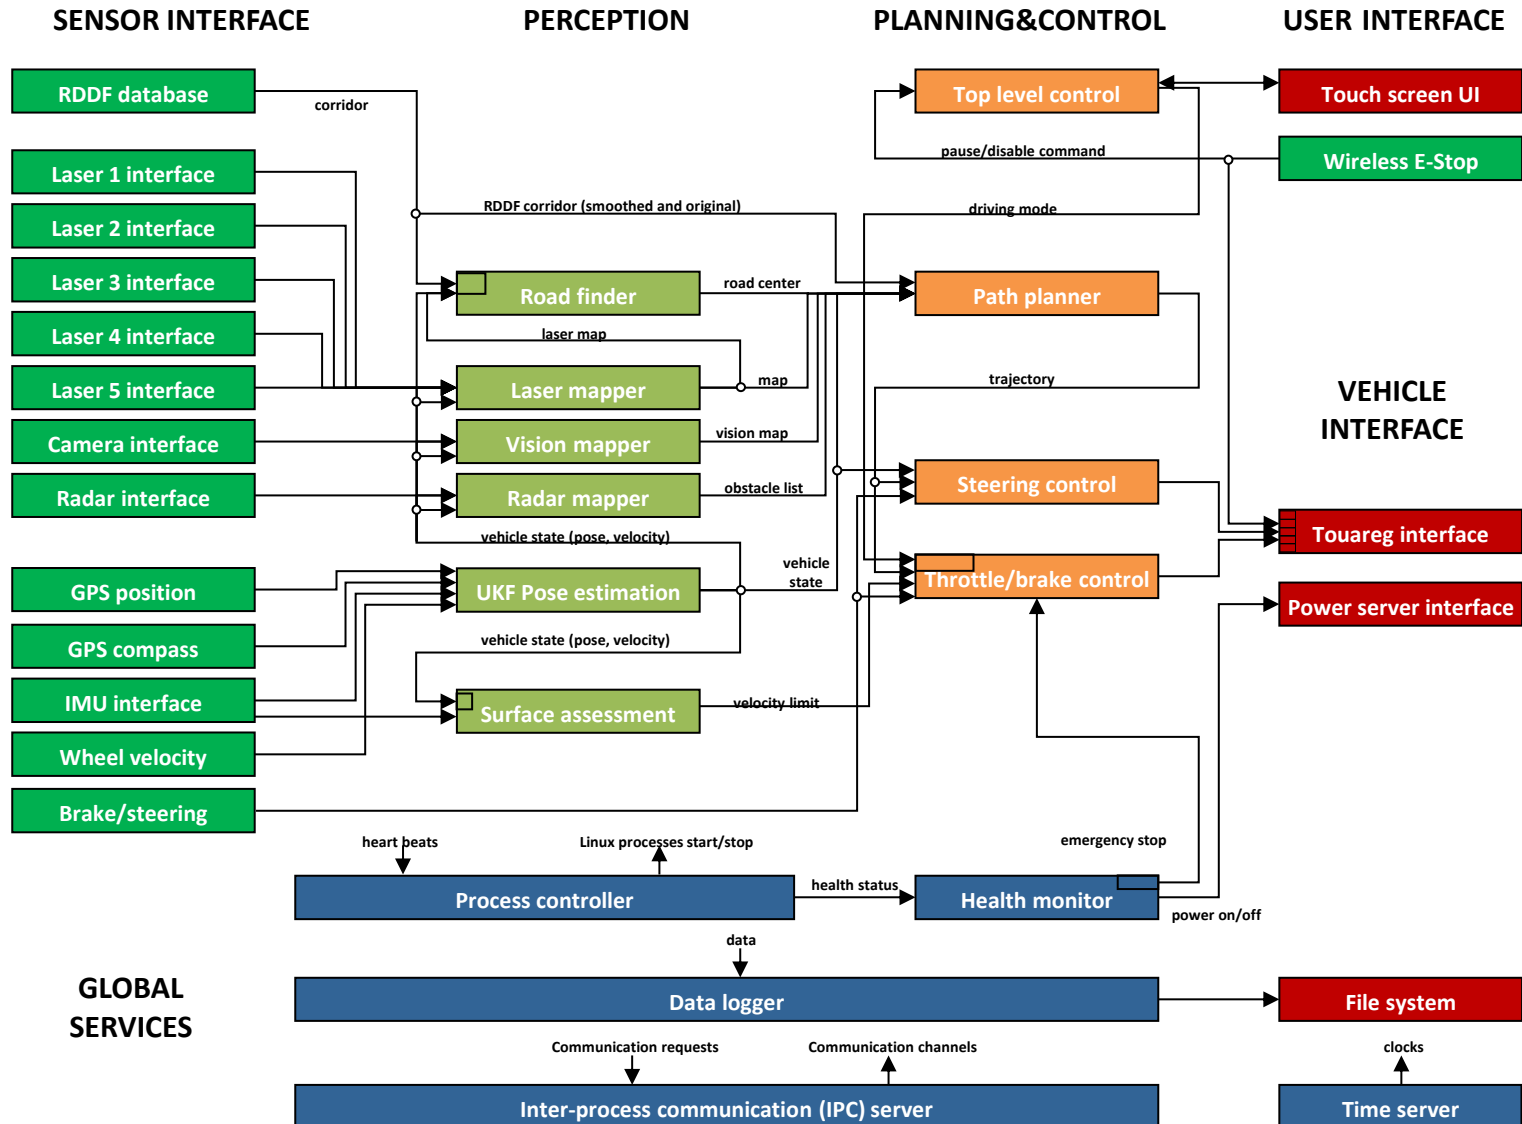 SENSOR INTERFACE
PERCEPTION
PLANNING&CONTROL
USER INTERFACE
RDDF database
corridor
Top level control
Touch screen UI
pause/disable command
Wireless E-Stop
Laser 1 interface
Laser 2 interface
RDDF corridor (smoothed and original)
driving mode
Laser 3 interface
Road finder
road center
Path planner
Laser 4 interface
laser map
Laser 5 interface
Laser mapper
map
trajectory
VEHICLE
INTERFACE
Camera interface
Vision mapper
vision map
Radar interface
Radar mapper
obstacle list
Steering control
Touareg interface
vehicle state (pose, velocity)
vehicle
state
GPS position
UKF Pose estimation
Throttle/brake control
Power server interface
GPS compass
vehicle state (pose, velocity)
IMU interface
Surface assessment
velocity limit
Wheel velocity
Brake/steering
heart beats
Linux processes start/stop
emergency stop
Process controller
health status
Health monitor
power on/off
data
GLOBAL
SERVICES
Data logger
File system
Communication requests
Communication channels
clocks
Inter-process communication (IPC) server
Time server